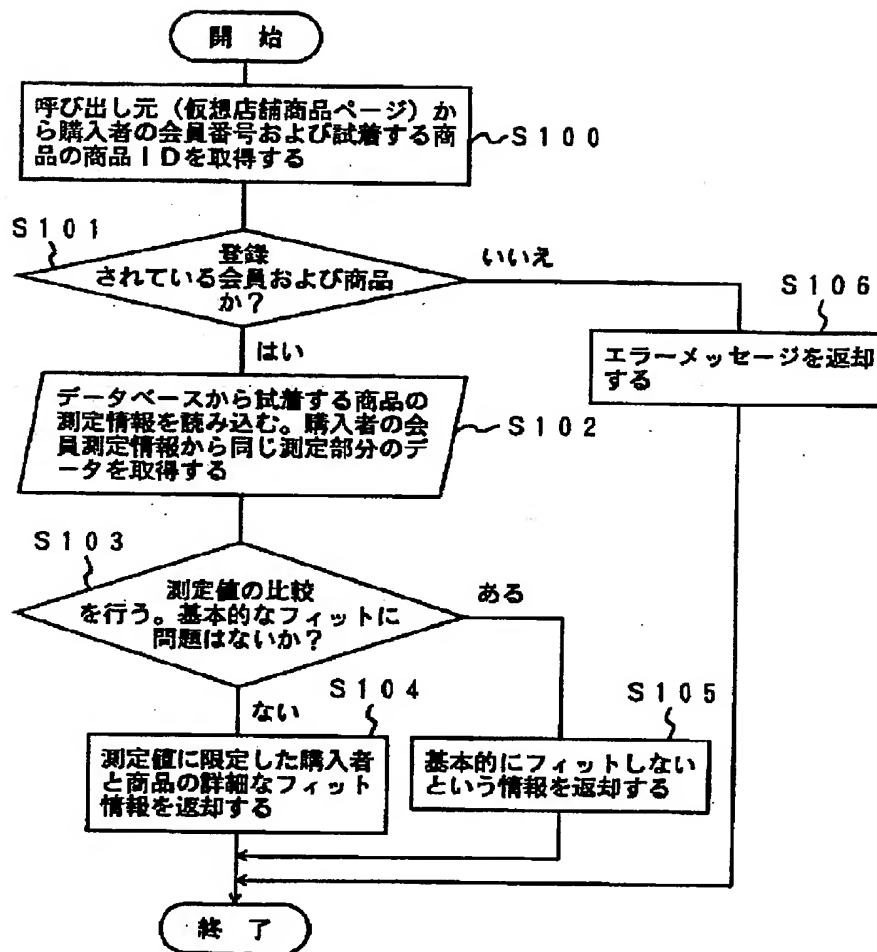 開 始
呼び出し元（仮想店舗商品ページ）か
ら購入者の会員番号および試着する商
品の商品ＩＤを取得する
Ｓ１００
Ｓ１０１
登録
されている会員および商品
か？
いいえ
Ｓ１０６
エラーメッセージを返却
する
はい
データベースから試着する商品の
測定情報を読み込む。購入者の会
員測定情報から同じ測定部分のデ
ータを取得する
Ｓ１０２
Ｓ１０３
測定値の比較
を行う。基本的なフィットに
問題はないか？
ある
ない
Ｓ１０４
測定値に限定した購入者
と商品の詳細なフィット
情報を返却する
Ｓ１０５
基本的にフィットしない
という情報を返却する
終 了